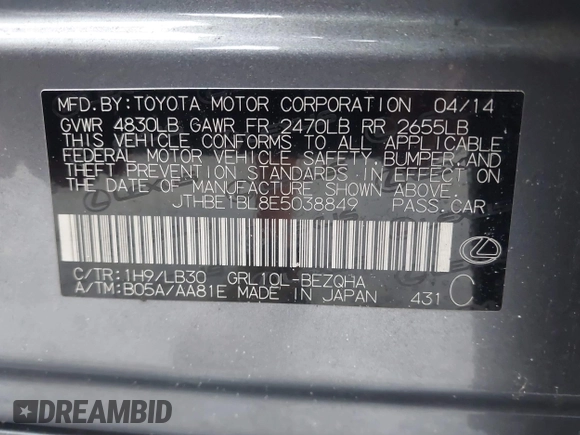 MFD. BY: TOYOTA MOTOR CORPORATION 04/14
GVWR 4830LB GAWR FR 2470LB RR 2655LB
THIS VEHICLE CONFORMS TO ALL APPLICABLE
FEDERAL MOTOR VEHICLE SAFETY BUMPER AND
THEFT PREVENTION STANDARDS IN EFFECT ON
THE DATE OF MANUFACTURE SHOWN ABOVE.
JTHBE1BL8E5038849 PASS.CAR
C/TR:1H9/LB30 GRL10L-BEZQHA
A/TM:B05A/AA81E MADE IN JAPAN 431 C
DREAMBID